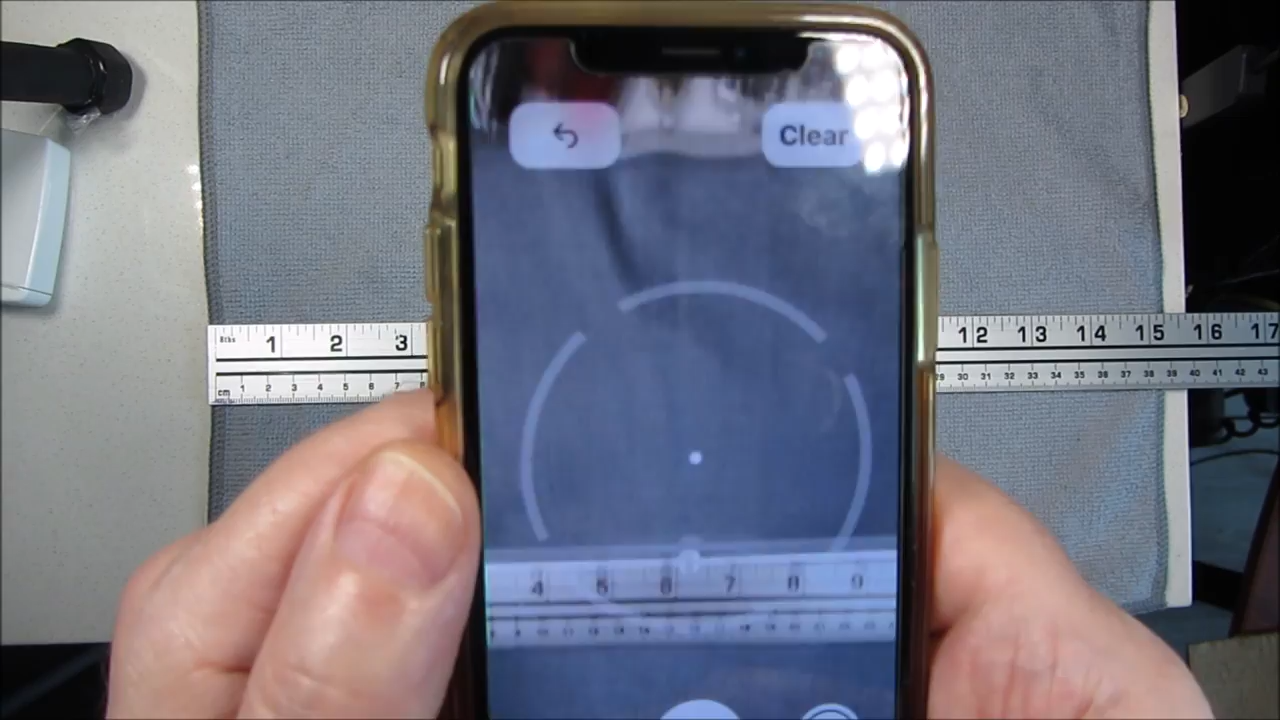 Clear
8ths 1 2 3
12 13 14 15 16 17
cm 1 2 3 4 5 6 7
29 30 31 32 33 34 35 36 37 38 39 40 41 42 43
4 5 6 7 8 9